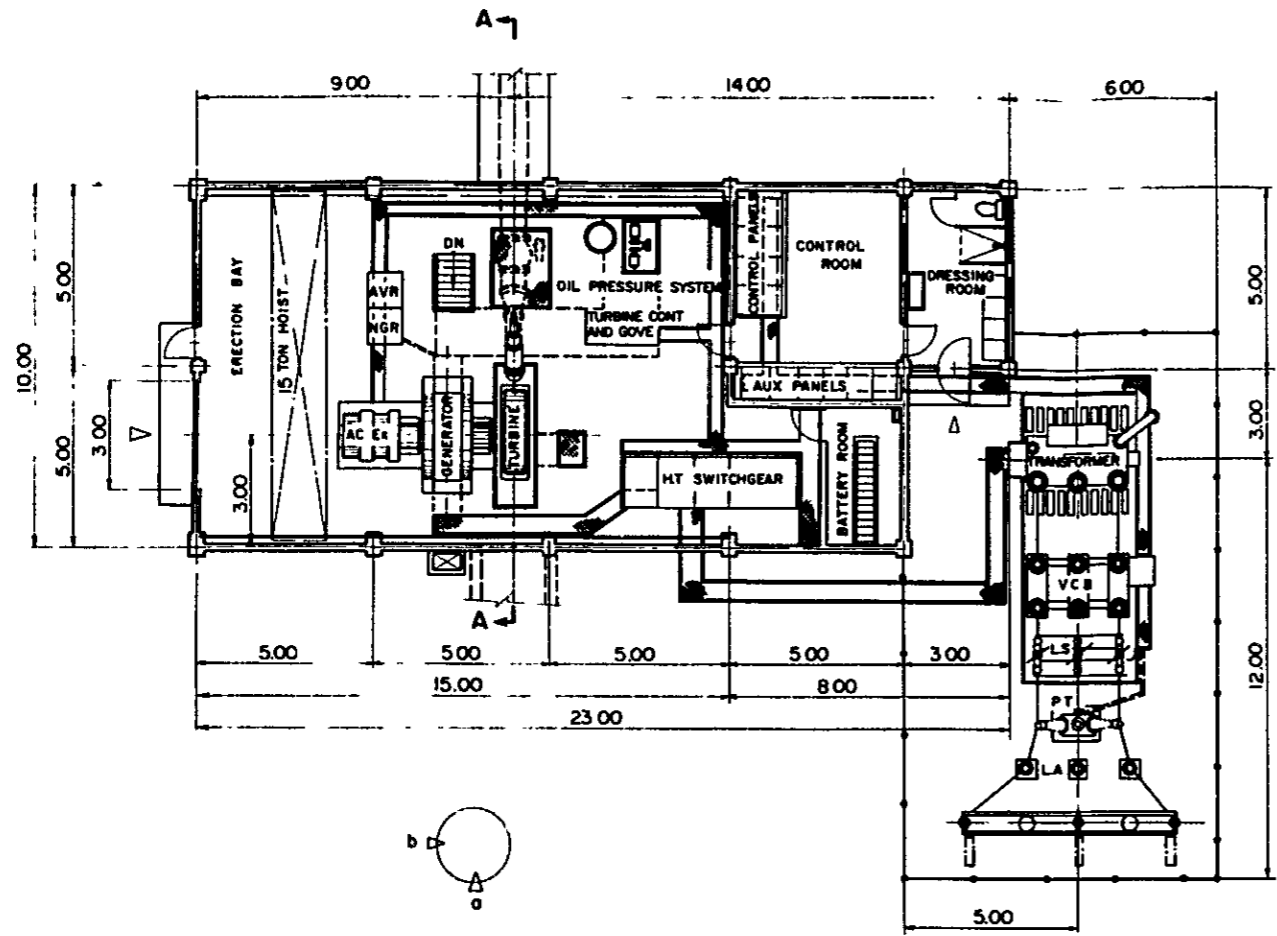 A
9.00
14.00
6.00
ERECTION BAY
15 TON HOIST
DN
AVR
NGR
OIL PRESSURE SYSTEM
TURBINE CONT
AND GOVE
CONTROL PANELS
CONTROL
ROOM
DRESSING
ROOM
AUX PANELS
10.00
5.00
5.00
3.00
3.00
AC Ex
GENERATOR
TURBINE
H.T SWITCHGEAR
BATTERY ROOM
TRANSFORMER
VCB
LS
PT
LA
5.00
3.00
12.00
A
5.00
5.00
5.00
5.00
3.00
15.00
8.00
23.00
b
a
5.00